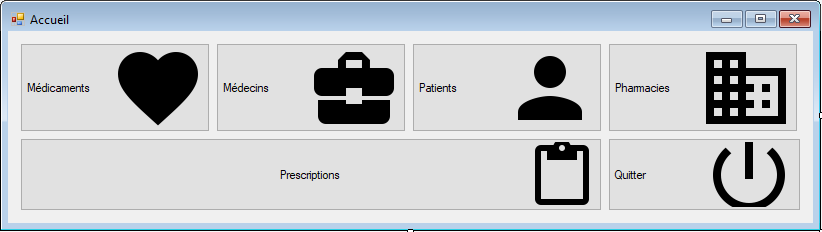 Accueil
Médicaments
Médecins
Patients
Pharmacies
Prescriptions
Quitter